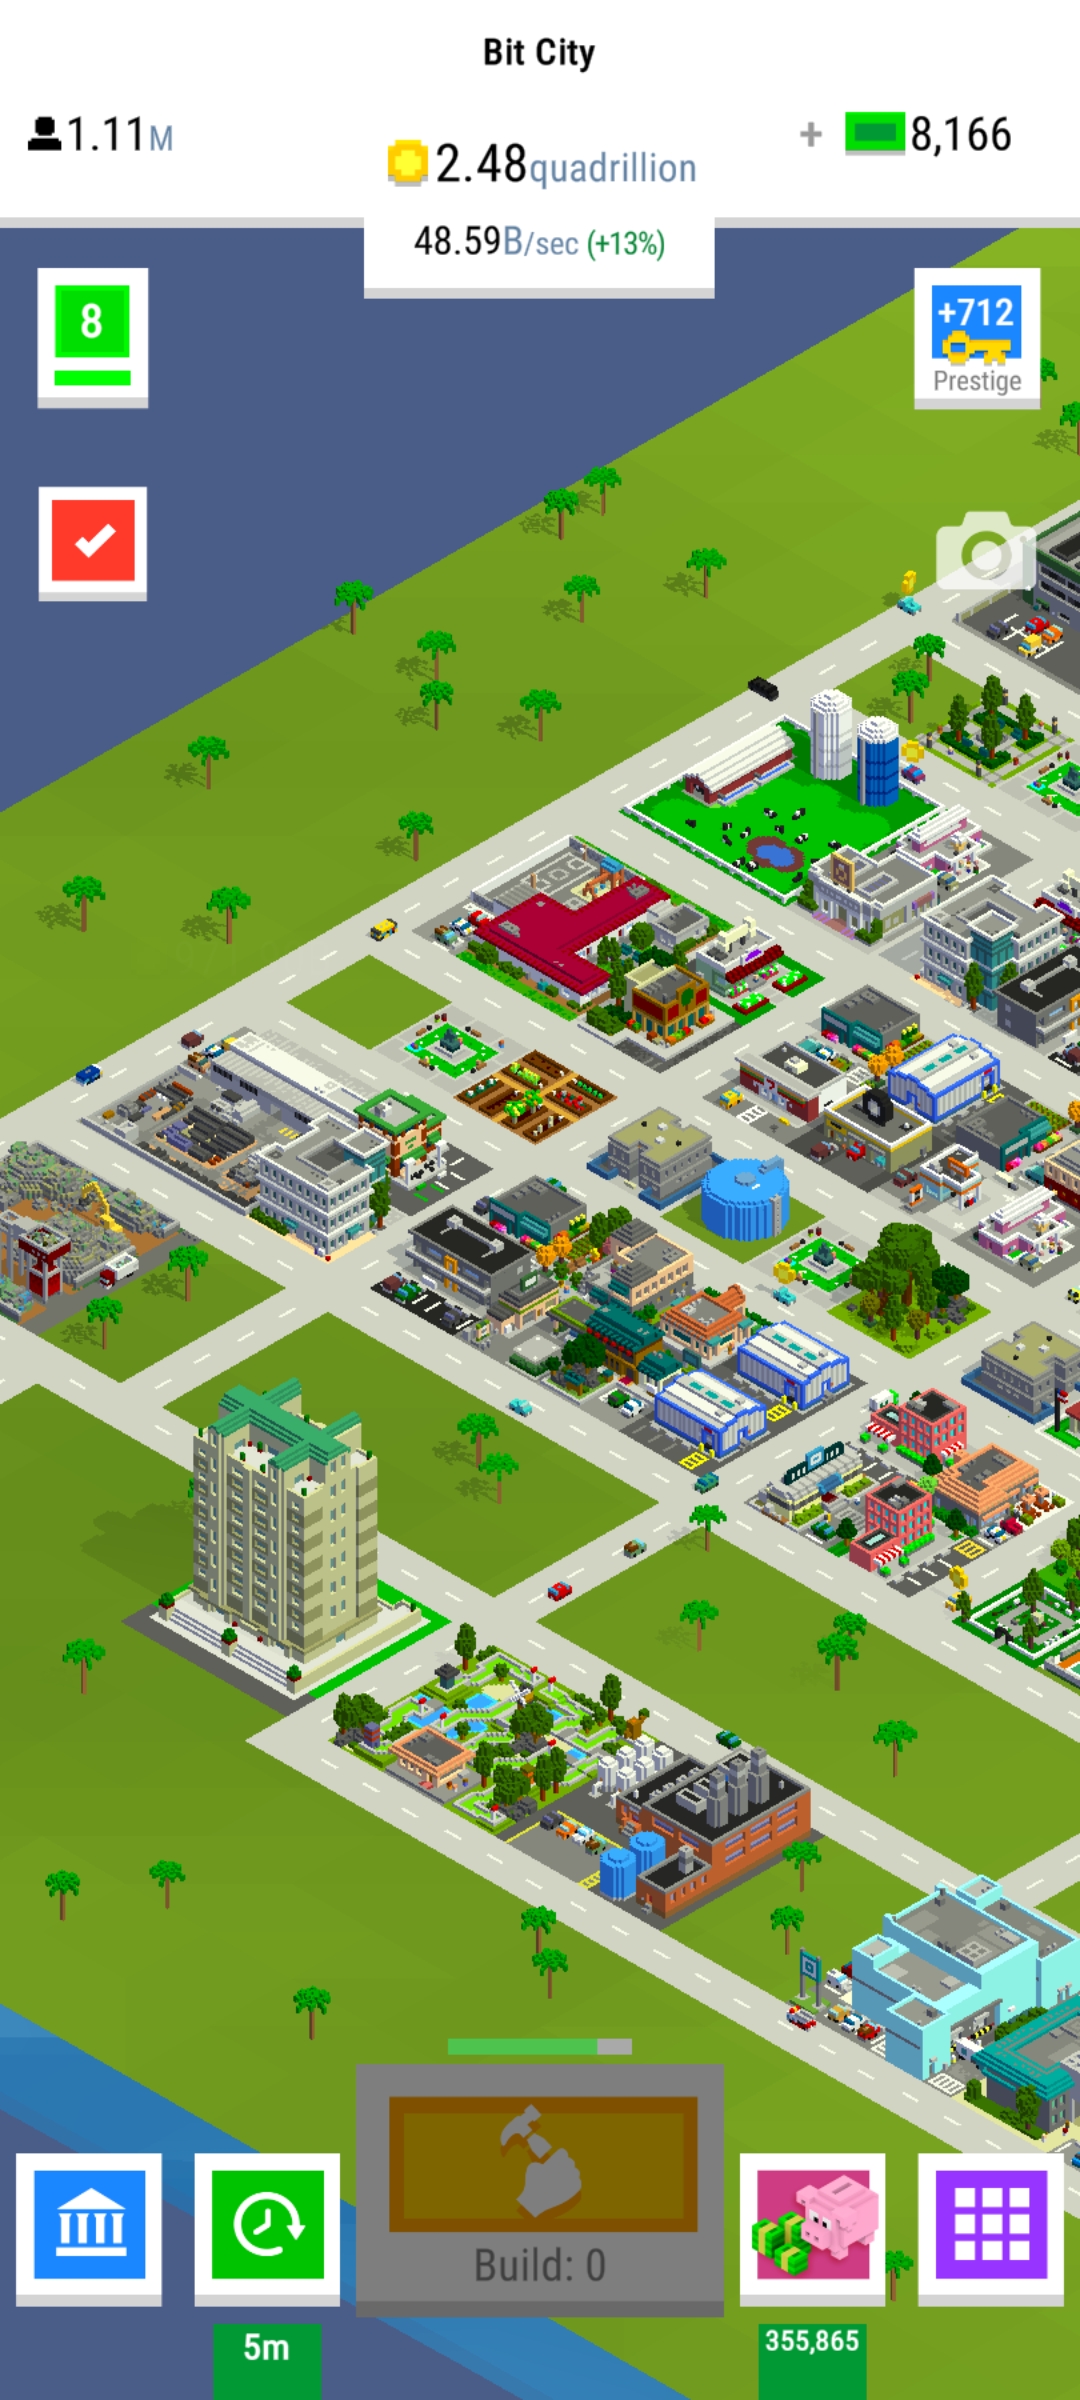 Bit City
1.11M
2.48quadrillion
+ 8,166
48.59B/sec (+13%)
8
+712
Prestige
Build: 0
5m
355,865